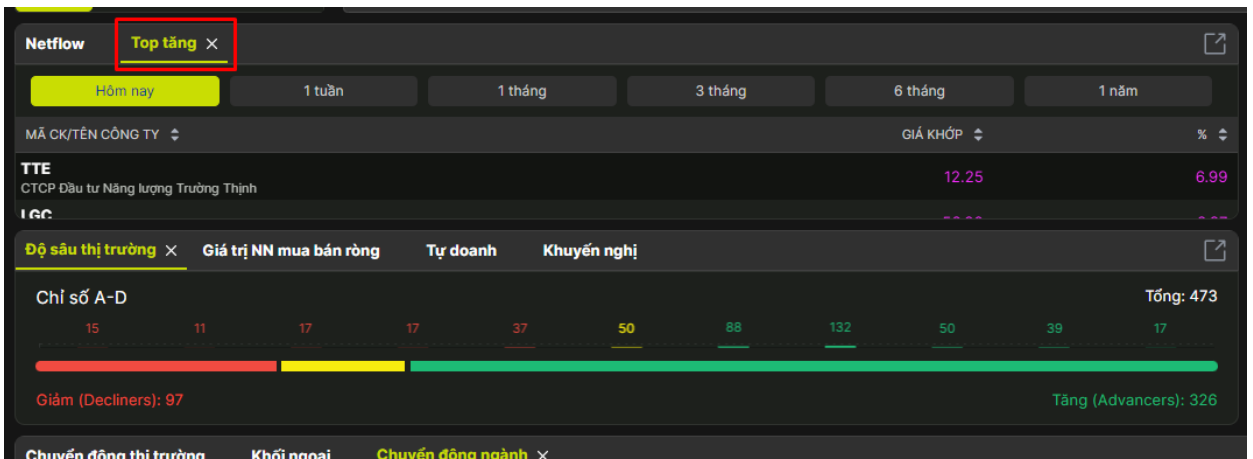 Netflow Top tăng ×
Hôm nay 1 tuần 1 tháng 3 tháng 6 tháng 1 năm
MÃ CK/TÊN CÔNG TY GIÁ KHỚP %
TTE 12.25 6.99
CTCP Đầu tư Năng lượng Trường Thịnh
LGC
Độ sâu thị trường × Giá trị NN mua bán ròng Tự doanh Khuyến nghị
Chỉ số A-D Tổng: 473
15 11 17 17 37 50 88 132 50 39 17
Giảm (Decliners): 97 Tăng (Advancers): 326
Chuyển động thị trường Khối ngoại Chuyển động ngành ×